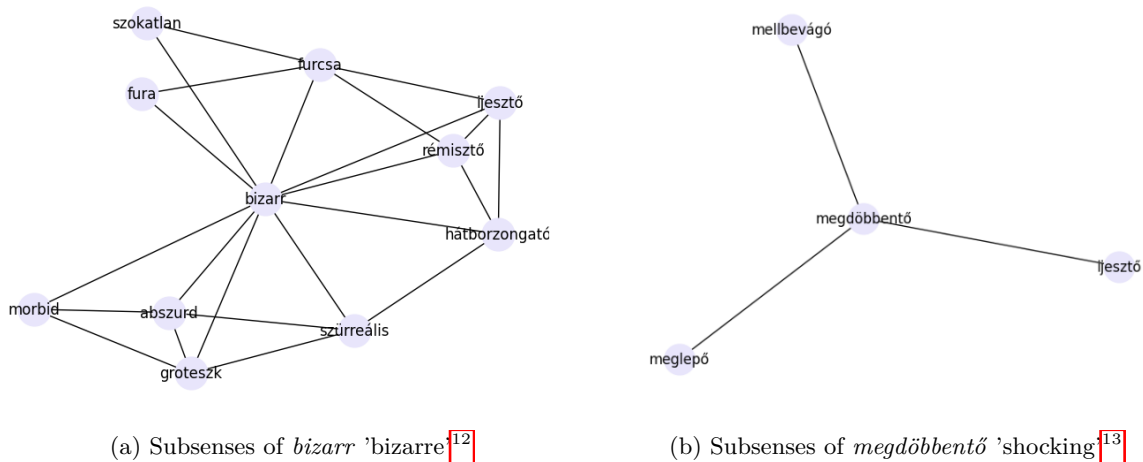 szokatlan
furcsa
fura
ijesztő
rémisztő
bizarr
hátborzongató
morbid
abszurd
szürreális
groteszk
mellbevágó
megdöbbentő
ijesztő
meglepő
(a) Subsenses of bizarr 'bizarre'12
(b) Subsenses of megdöbbentő 'shocking'13